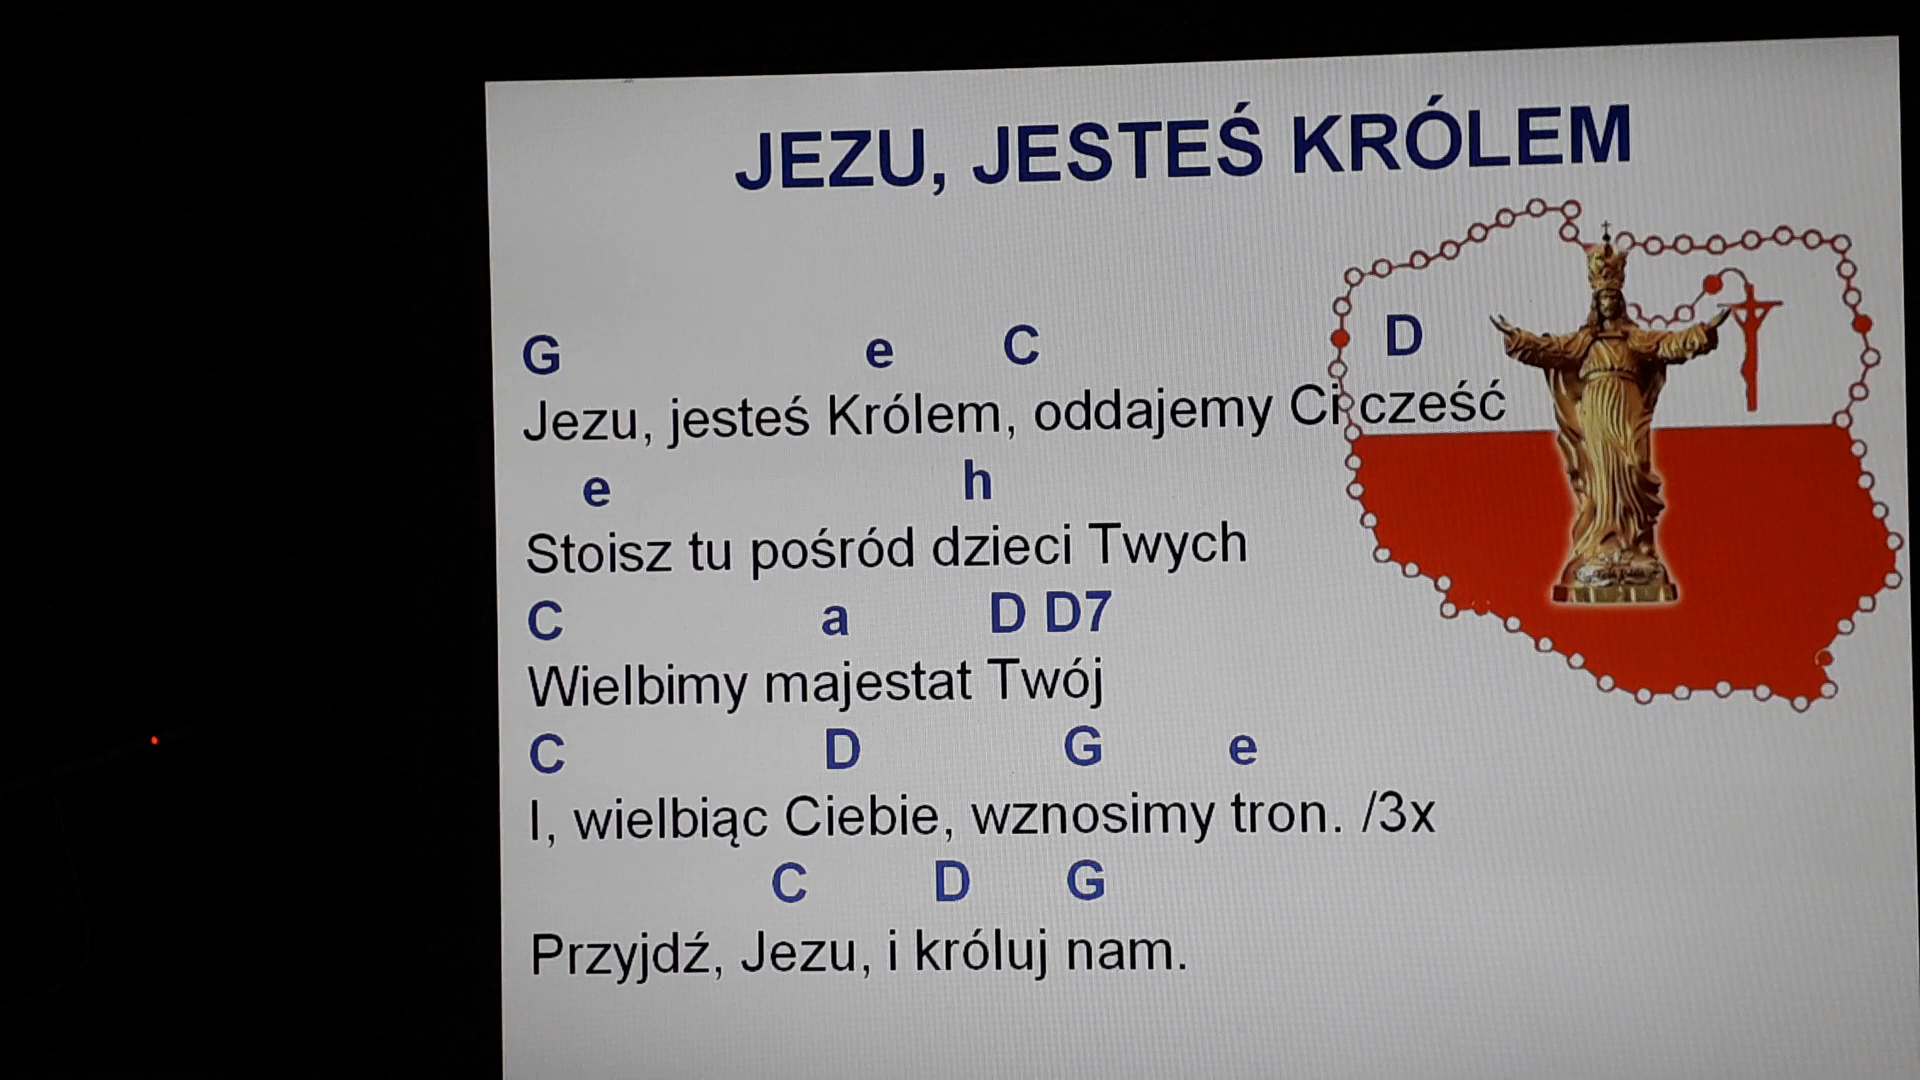 JEZU, JESTEŚ KRÓLEM
G e C D
Jezu, jesteś Królem, oddajemy Ci cześć
e h
Stoisz tu pośród dzieci Twych
C a D D7
Wielbimy majestat Twój
C D G e
I, wielbiąc Ciebie, wznosimy tron. /3x
C D G
Przyjdź, Jezu, i króluj nam.